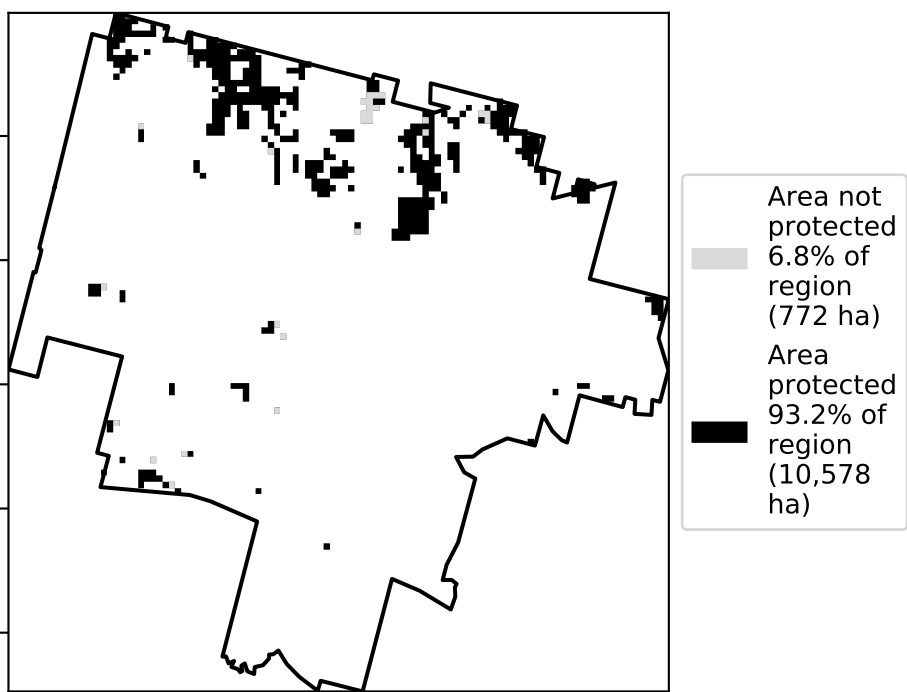 Area not
protected
6.8% of
region
(772 ha)
Area
protected
93.2% of
region
(10,578
ha)